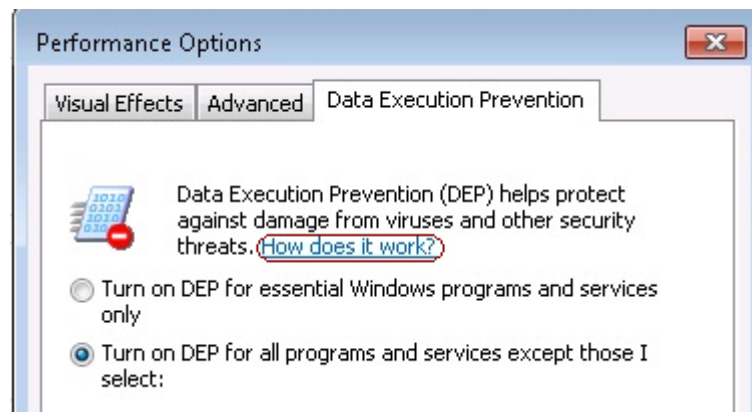 Performance Options
Visual Effects Advanced Data Execution Prevention
Data Execution Prevention (DEP) helps protect
against damage from viruses and other security
threats. How does it work?
Turn on DEP for essential Windows programs and services
only
Turn on DEP for all programs and services except those I
select: